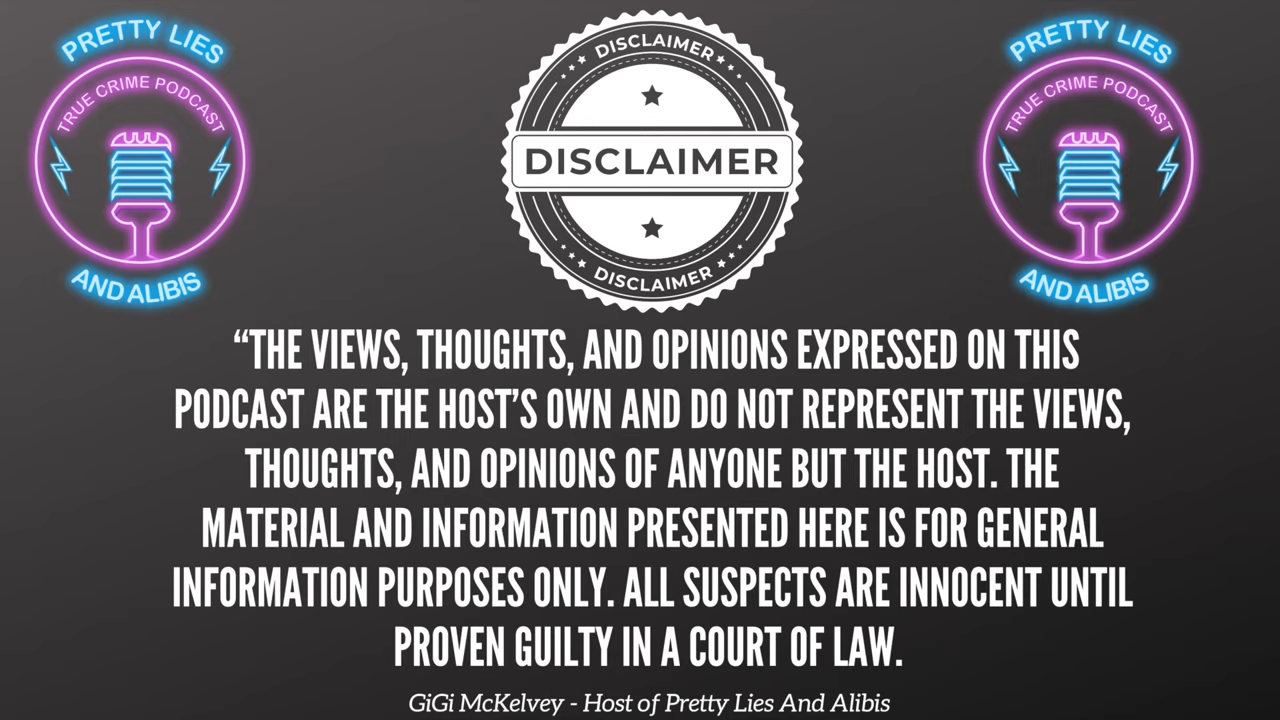 PRETTY LIES
TRUE CRIME PODCAST
AND ALIBIS
DISCLAIMER
DISCLAIMER
DISCLAIMER
PRETTY LIES
TRUE CRIME PODCAST
AND ALIBIS
“THE VIEWS, THOUGHTS, AND OPINIONS EXPRESSED ON THIS
PODCAST ARE THE HOST’S OWN AND DO NOT REPRESENT THE VIEWS,
THOUGHTS, AND OPINIONS OF ANYONE BUT THE HOST. THE
MATERIAL AND INFORMATION PRESENTED HERE IS FOR GENERAL
INFORMATION PURPOSES ONLY. ALL SUSPECTS ARE INNOCENT UNTIL
PROVEN GUILTY IN A COURT OF LAW.
GiGi McKelvey - Host of Pretty Lies And Alibis